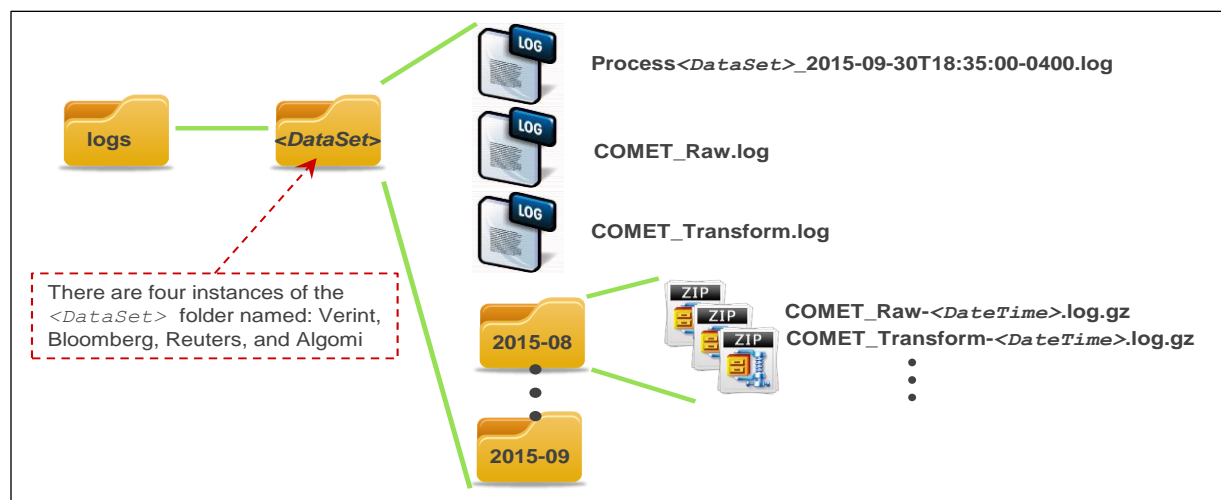 LOG
Process<DataSet>_2015-09-30T18:35:00-0400.log
logs
<DataSet>
LOG
COMET_Raw.log
LOG
COMET_Transform.log
There are four instances of the
<DataSet> folder named: Verint,
Bloomberg, Reuters, and Algomi
2015-08
ZIP
ZIP
ZIP
COMET_Raw-<DateTime>.log.gz
COMET_Transform-<DateTime>.log.gz
2015-09